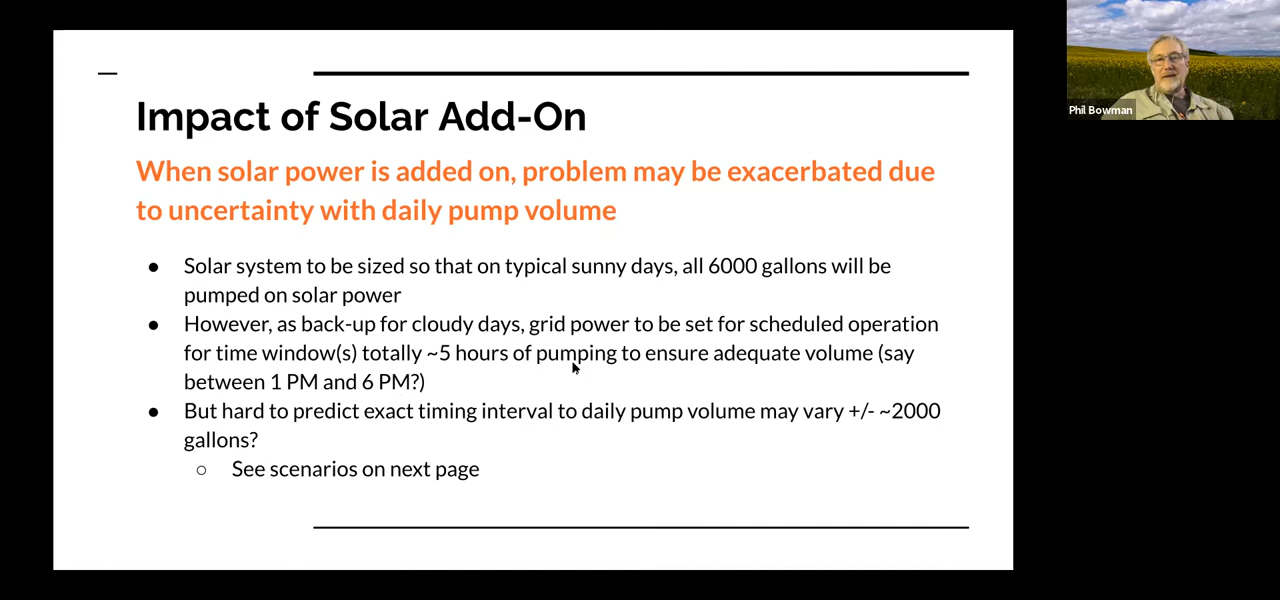 Impact of Solar Add-On
When solar power is added on, problem may be exacerbated due
to uncertainty with daily pump volume
● Solar system to be sized so that on typical sunny days, all 6000 gallons will be
pumped on solar power
● However, as back-up for cloudy days, grid power to be set for scheduled operation
for time window(s) totally ~5 hours of pumping to ensure adequate volume (say
between 1 PM and 6 PM?)
● But hard to predict exact timing interval to daily pump volume may vary +/- ~2000
gallons?
○ See scenarios on next page
Phil Bowman